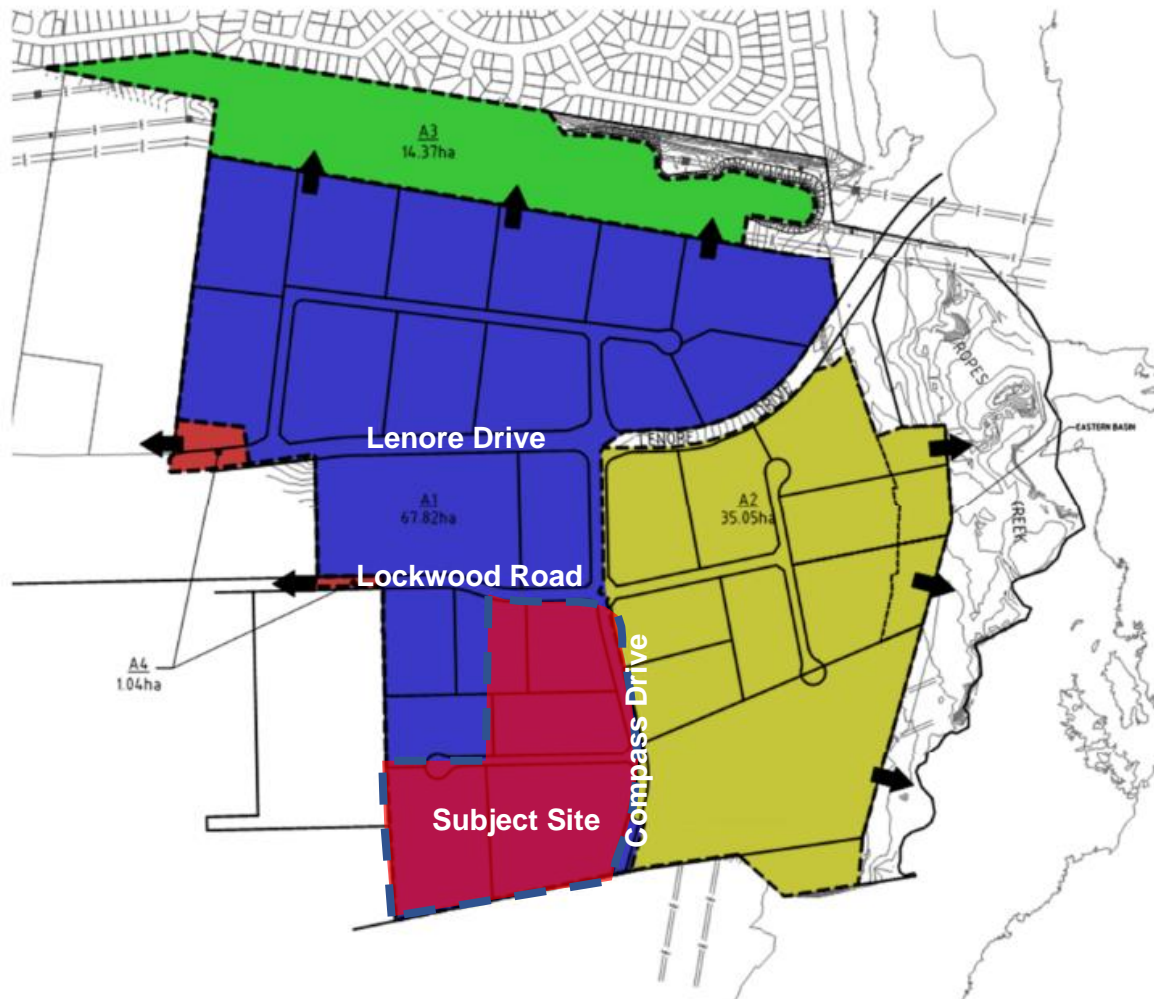 A3
14.37ha
ROPES
DRIVE
LENORE
Lenore Drive
EASTERN BASIN
A1
67.82ha
A2
35.05ha
CREEK
Lockwood Road
A4
1.04ha
Compass Drive
Subject Site